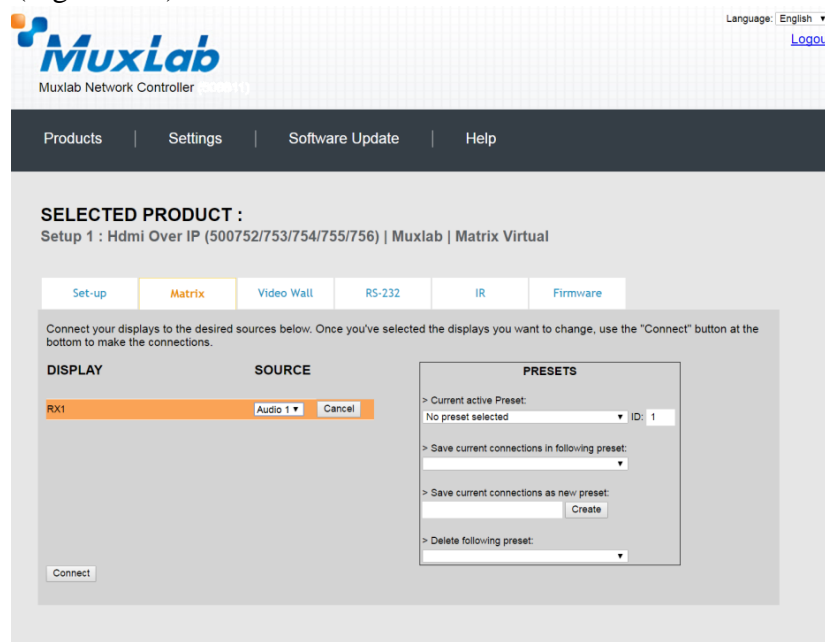 Language: English
Logou
MuxLab
Muxlab Network Controller
Products | Settings | Software Update | Help
SELECTED PRODUCT :
Setup 1 : Hdmi Over IP (500752/753/754/755/756) | Muxlab | Matrix Virtual
Set-up Matrix Video Wall RS-232 IR Firmware
Connect your displays to the desired sources below. Once you've selected the displays you want to change, use the "Connect" button at the
bottom to make the connections.
DISPLAY SOURCE PRESETS
> Current active Preset:
RX1 Audio 1 Cancel
No preset selected ID: 1
> Save current connections in following preset:
> Save current connections as new preset:
Create
> Delete following preset:
Connect